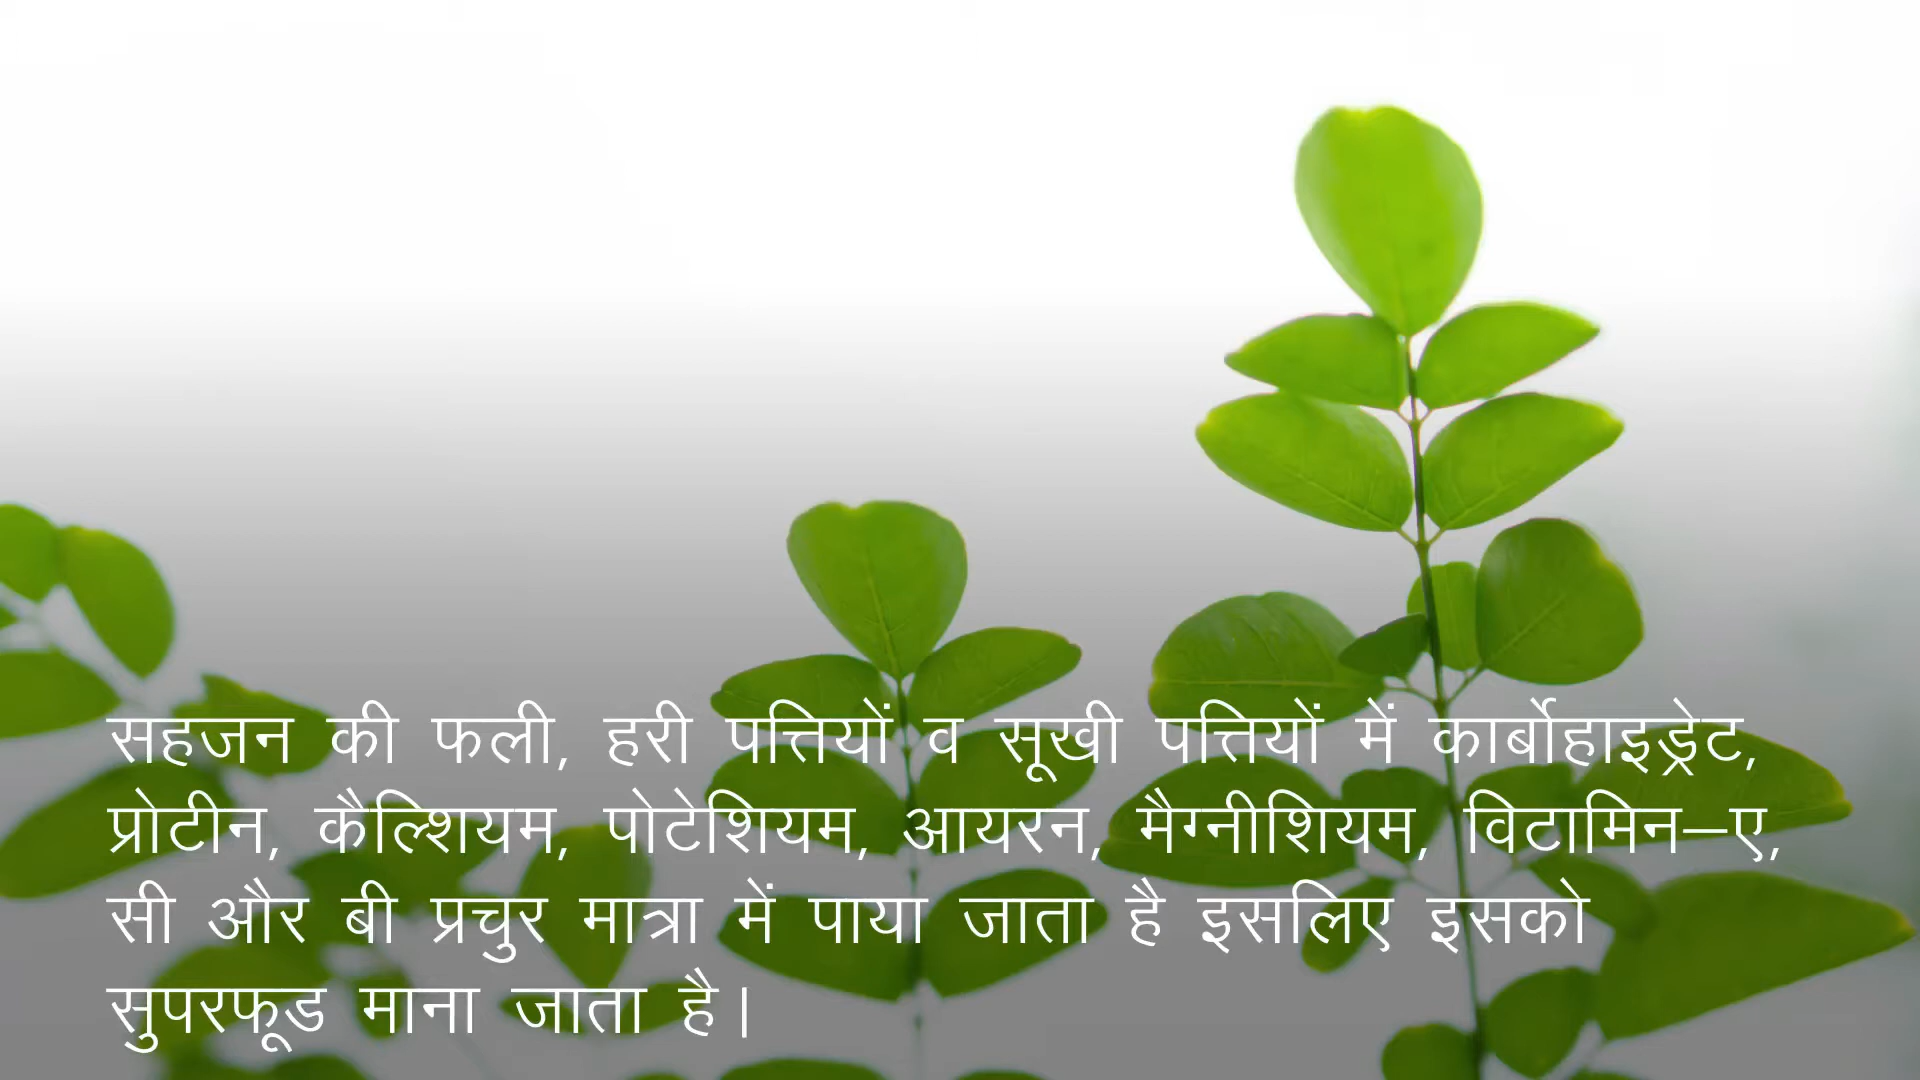 सहजन की फली, हरी पत्तियों व सूखी पत्तियों में कार्बोहाइड्रेट,
प्रोटीन, कैल्शियम, पोटेशियम, आयरन, मैग्नीशियम, विटामिन–ए,
सी और बी प्रचुर मात्रा में पाया जाता है इसलिए इसको
सुपरफूड माना जाता है|